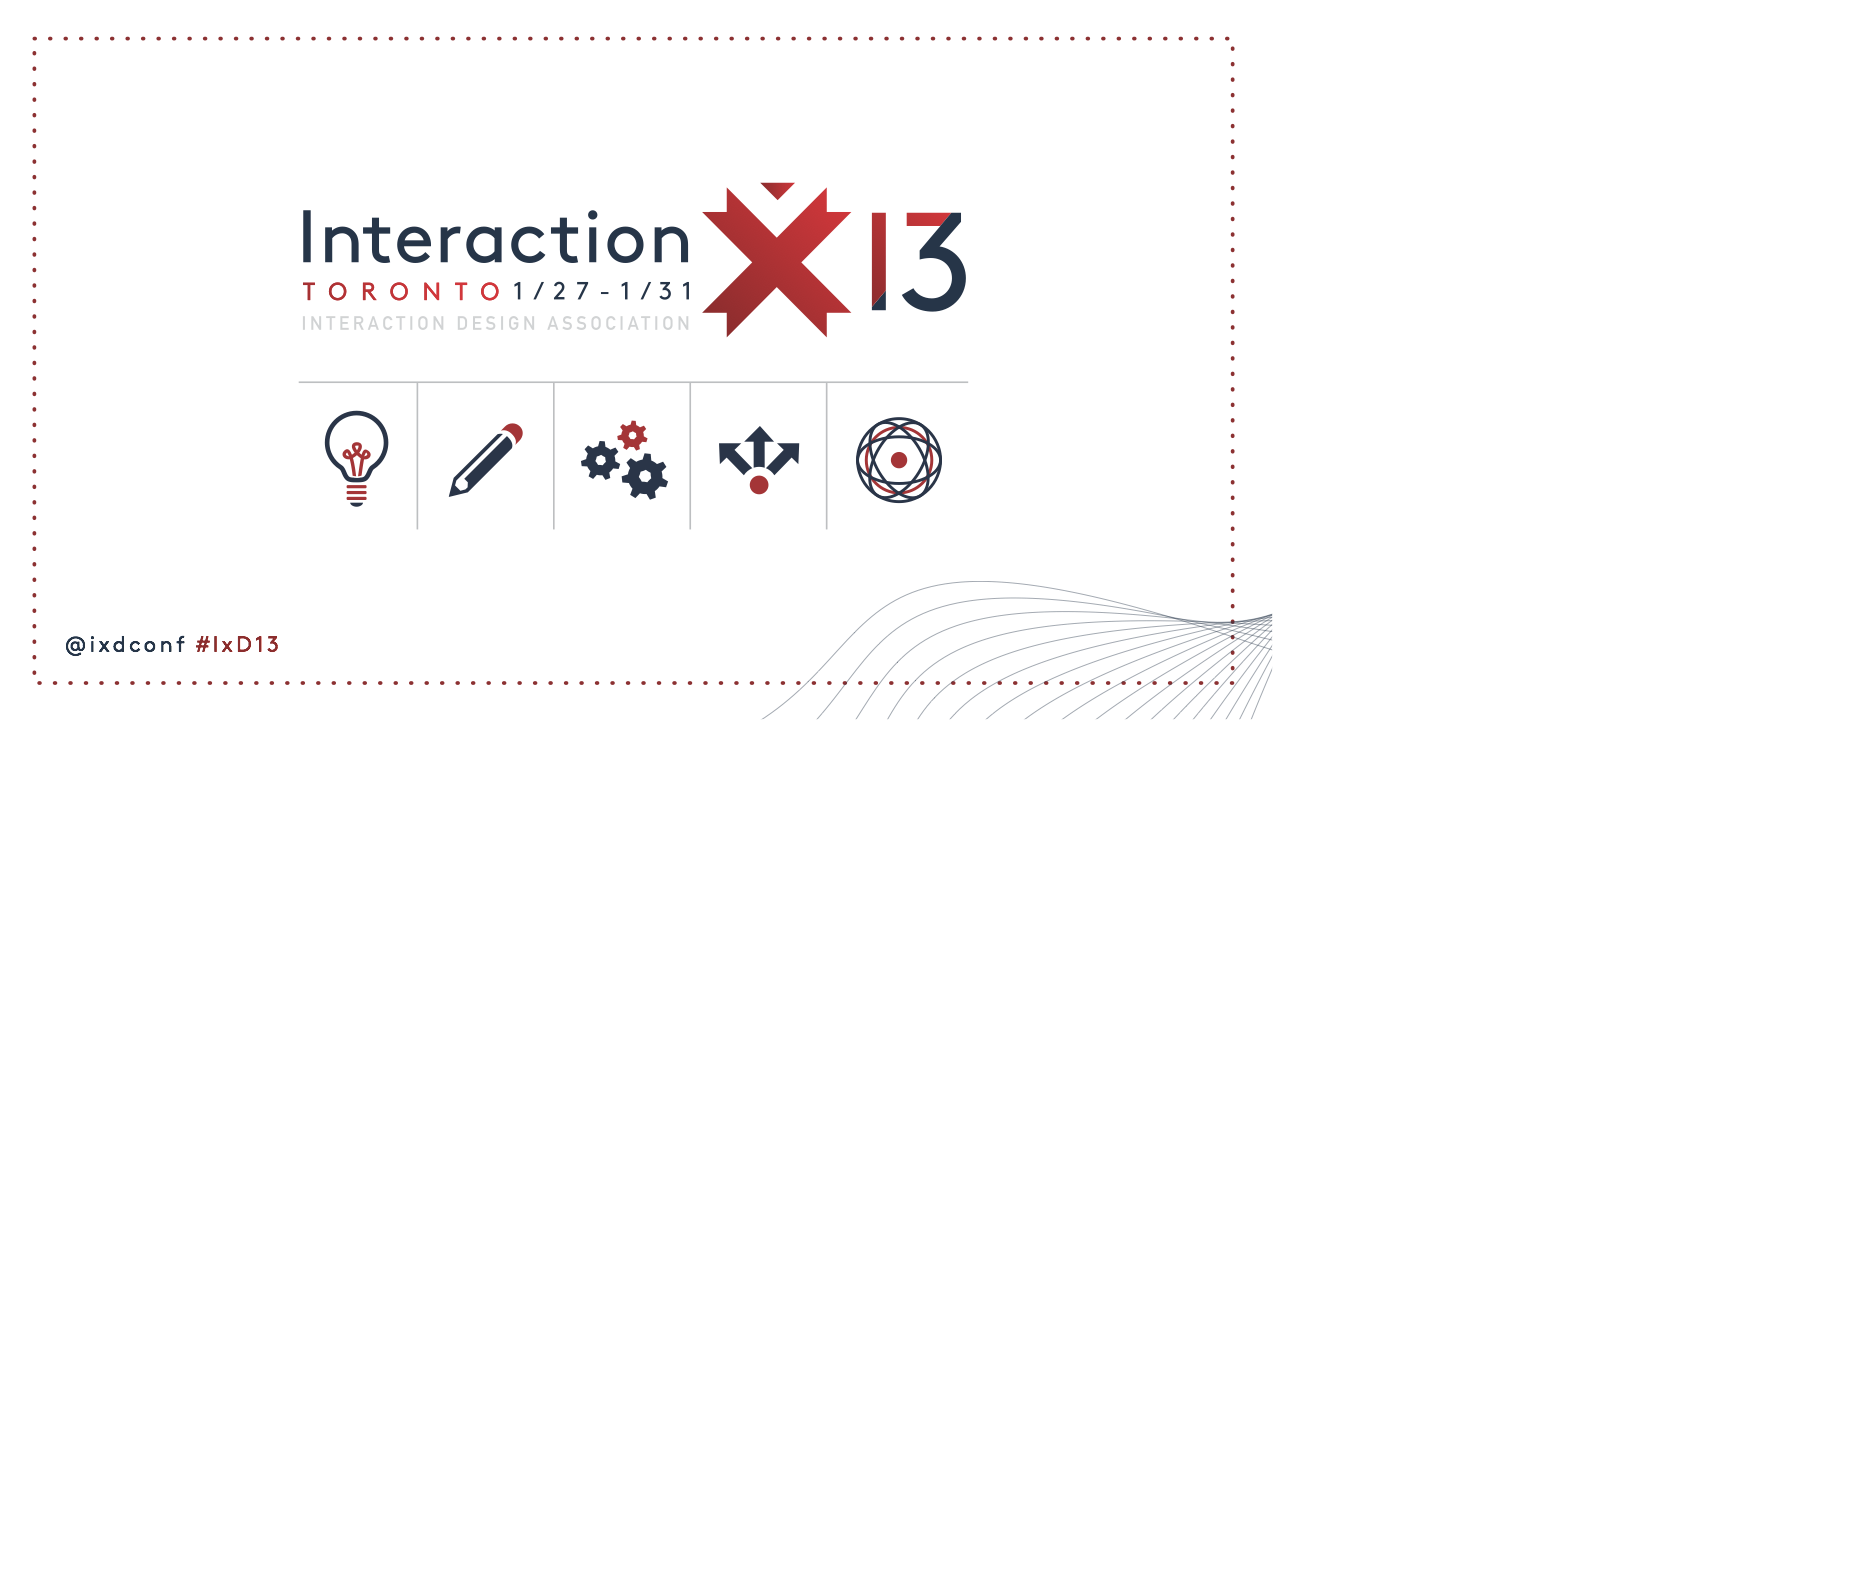 Interaction 13
TORONTO 1/27-1/31
INTERACTION DESIGN ASSOCIATION
@ixdconf #IxD13